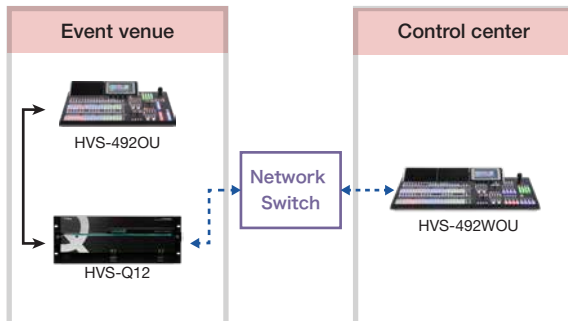 Event venue
Control center
HVS-492OU
Network
Switch
HVS-492WOU
HVS-Q12